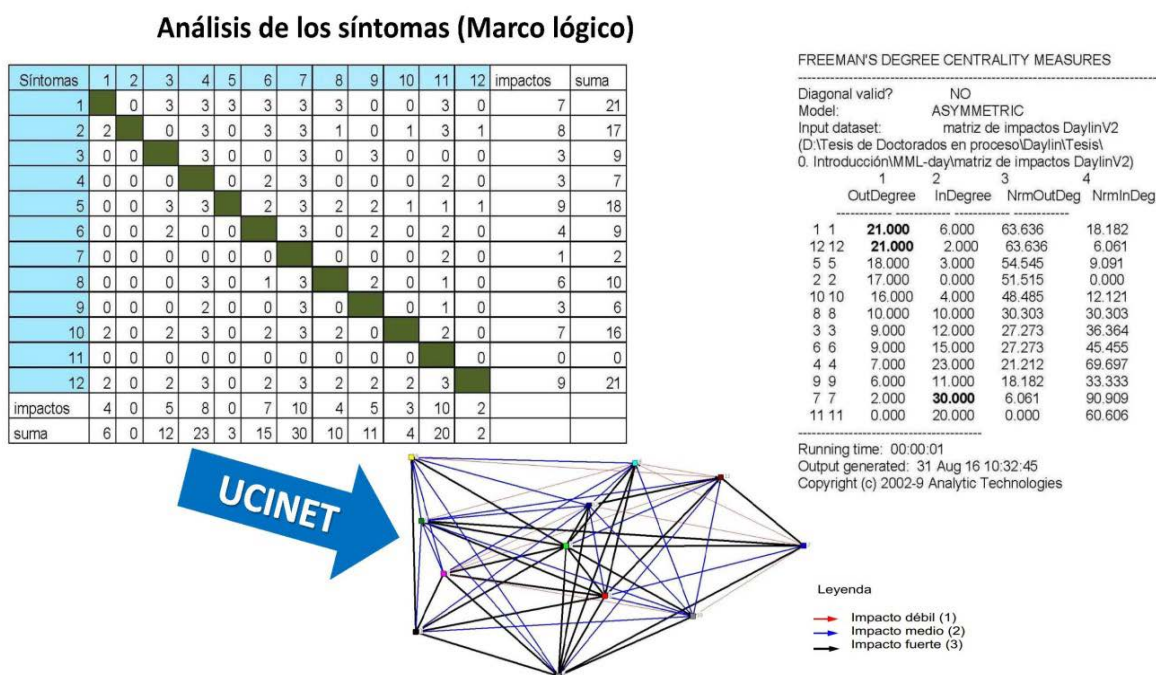 Análisis de los síntomas (Marco lógico)
Síntomas 1 2 3 4 5 6 7 8 9 10 11 12 impactos suma
1 0 3 3 3 3 3 3 0 0 3 0 7 21
2 2 0 3 0 3 3 1 0 1 3 1 8 17
3 0 0 3 0 0 3 0 3 0 0 0 3 9
4 0 0 0 0 2 3 0 0 0 2 0 3 7
5 0 0 3 3 2 3 2 2 1 1 1 9 18
6 0 0 2 0 0 3 0 2 0 2 0 4 9
7 0 0 0 0 0 0 0 0 0 2 0 1 2
8 0 0 0 3 0 1 3 2 0 1 0 6 10
9 0 0 0 2 0 0 3 0 0 1 0 3 6
10 2 0 2 3 0 2 3 2 0 2 0 7 16
11 0 0 0 0 0 0 0 0 0 0 0 0 0
12 2 0 2 3 0 2 3 2 2 2 3 9 21
impactos 4 0 5 8 0 7 10 4 5 3 10 2
suma 6 0 12 23 3 15 30 10 11 4 20 2
UCINET
FREEMAN'S DEGREE CENTRALITY MEASURES
Diagonal valid? NO
Model: ASYMMETRIC
Input dataset: matriz de impactos DaylinV2
(D:\Tesis de Doctorados en proceso\Daylin\Tesis\
0. Introducción\MML-day\matriz de impactos DaylinV2)
1 2 3 4
OutDegree InDegree NrmOutDeg NrmInDeg
1 1 21.000 6.000 63.636 18.182
12 12 21.000 2.000 63.636 6.061
5 5 18.000 3.000 54.545 9.091
2 2 17.000 0.000 51.515 0.000
10 10 16.000 4.000 48.485 12.121
8 8 10.000 10.000 30.303 30.303
3 3 9.000 12.000 27.273 36.364
6 6 9.000 15.000 27.273 45.455
4 4 7.000 23.000 21.212 69.697
9 9 6.000 11.000 18.182 33.333
7 7 2.000 30.000 6.061 90.909
11 11 0.000 20.000 0.000 60.606
Running time: 00:00:01
Output generated: 31 Aug 16 10:32:45
Copyright (c) 2002-9 Analytic Technologies
Leyenda
Impacto débil (1)
Impacto medio (2)
Impacto fuerte (3)